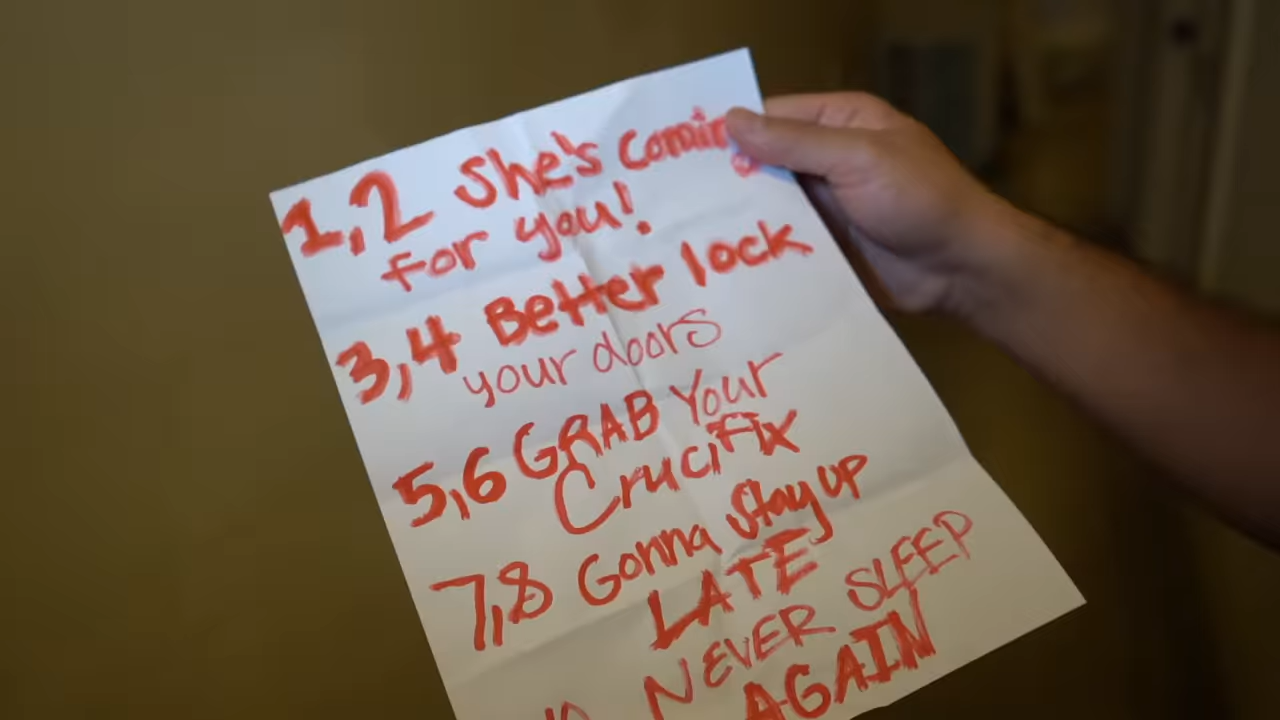 1,2 She's coming
for you!
3,4 Better lock
your doors
5,6 GRAB Your
Crucifix
7,8 Gonna Stay up
LATE
NEVER SLEEP
AGAIN